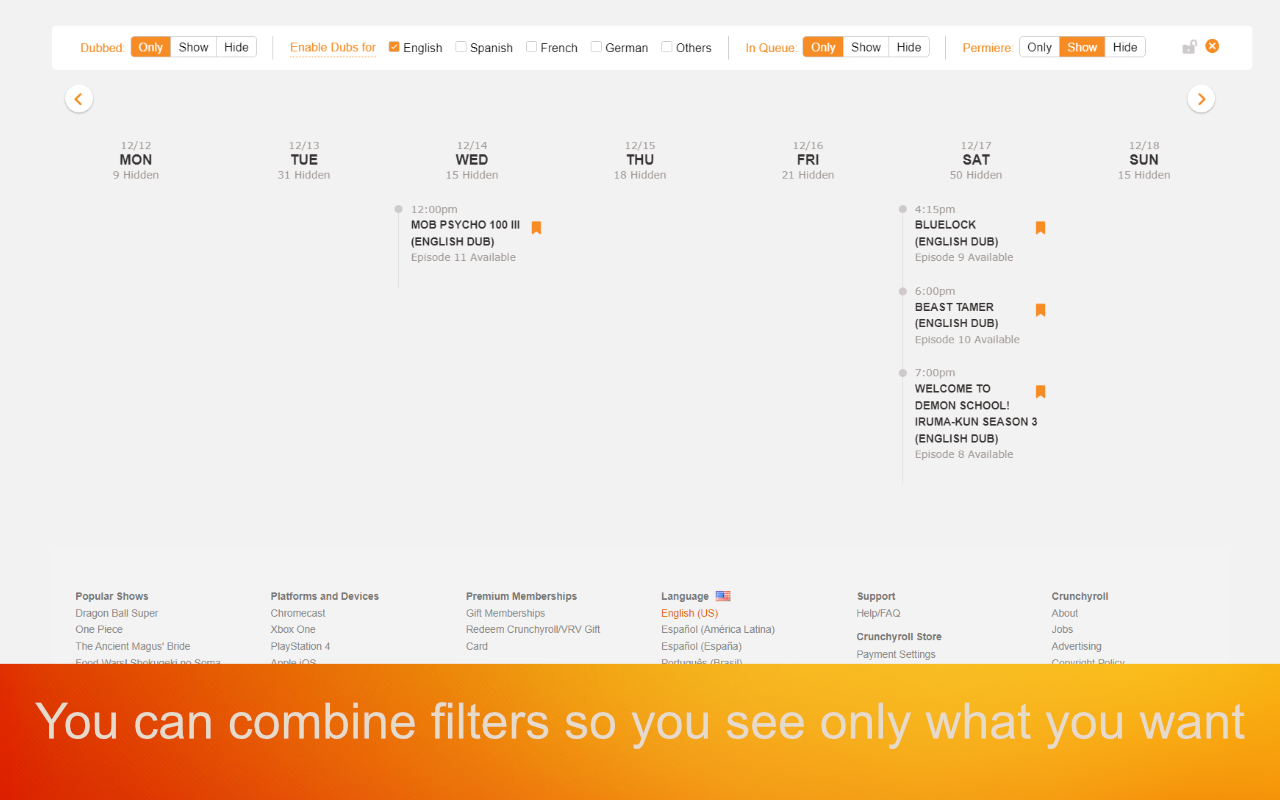 Dubbed: Only Show Hide Enable Dubs for English Spanish French German Others In Queue: Only Show Hide Permiere: Only Show Hide
12/12 12/13 12/14 12/15 12/16 12/17 12/18
MON TUE WED THU FRI SAT SUN
9 Hidden 31 Hidden 15 Hidden 18 Hidden 21 Hidden 50 Hidden 15 Hidden
12:00pm
MOB PSYCHO 100 III
(ENGLISH DUB)
Episode 11 Available
4:15pm
BLUELOCK
(ENGLISH DUB)
Episode 9 Available
6:00pm
BEAST TAMER
(ENGLISH DUB)
Episode 10 Available
7:00pm
WELCOME TO
DEMON SCHOOL!
IRUMA-KUN SEASON 3
(ENGLISH DUB)
Episode 8 Available
Popular Shows
Dragon Ball Super
One Piece
The Ancient Magus' Bride
Food Wars! Shokugeki no Soma
Platforms and Devices
Chromecast
Xbox One
PlayStation 4
Apple iOS
Premium Memberships
Gift Memberships
Redeem Crunchyroll/VRV Gift
Card
Language
English (US)
Español (América Latina)
Español (España)
Português (Brasil)
Support
Help/FAQ
Crunchyroll Store
Payment Settings
Crunchyroll
About
Jobs
Advertising
Copyright Policy
You can combine filters so you see only what you want